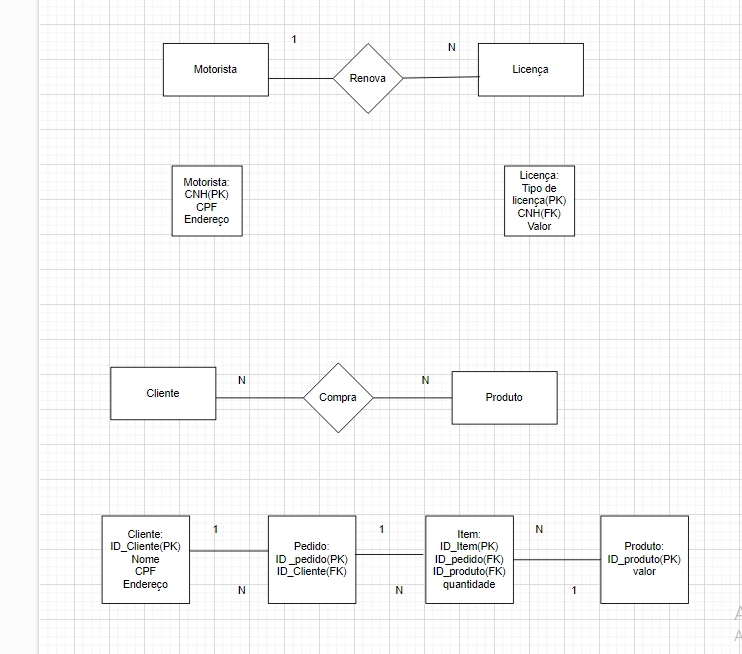 1
N
Motorista
Renova
Licença
Motorista:
CNH(PK)
CPF
Endereço
Licença:
Tipo de
licença(PK)
CNH(FK)
Valor
N
N
Cliente
Compra
Produto
Cliente:
ID_Cliente(PK)
Nome
CPF
Endereço
1
N
Pedido:
ID _pedido(PK)
ID_Cliente(FK)
1
N
Item:
ID_Item(PK)
ID_pedido(FK)
ID_produto(FK)
quantidade
N
1
Produto:
ID_produto(PK)
valor